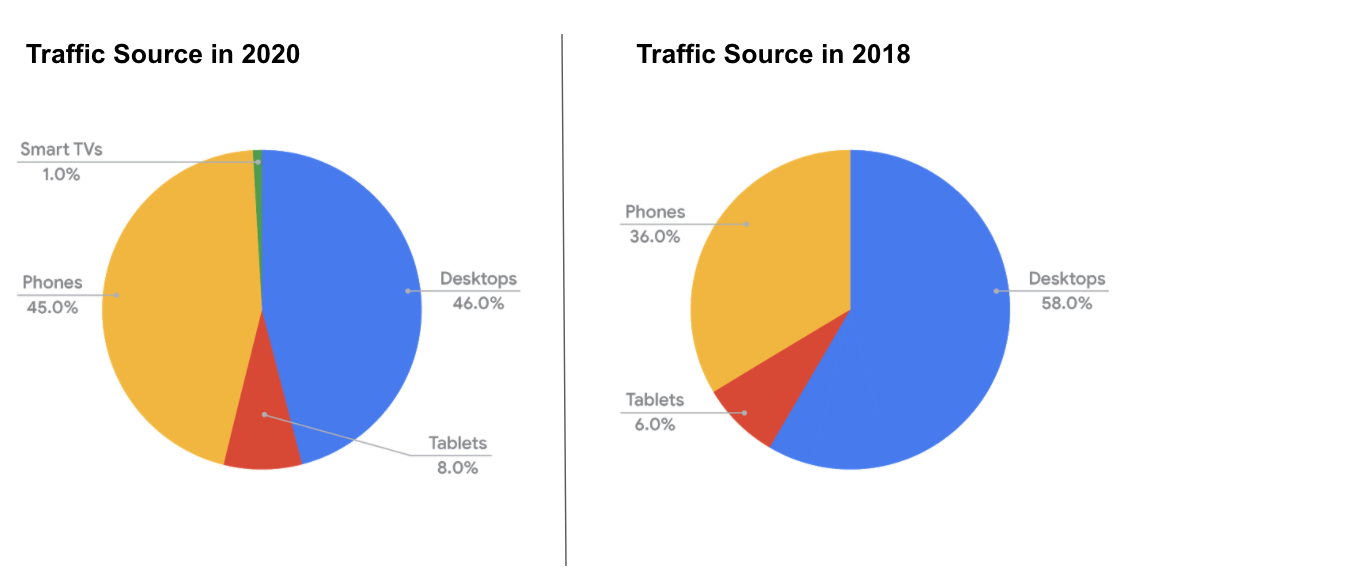 Traffic Source in 2020
Smart TVs
1.0%
Phones
45.0%
Desktops
46.0%
Tablets
8.0%
Traffic Source in 2018
Phones
36.0%
Desktops
58.0%
Tablets
6.0%